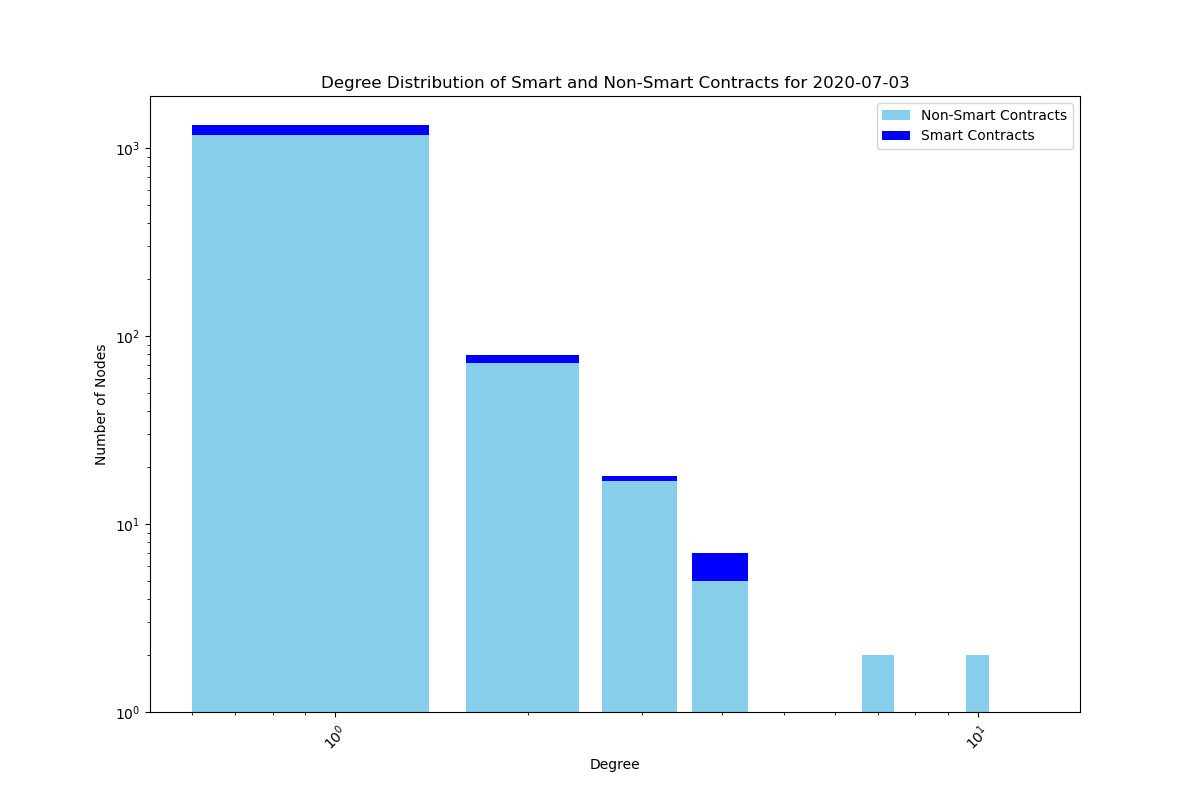 Degree Distribution of Smart and Non-Smart Contracts for 2020-07-03
Non-Smart Contracts
Smart Contracts
Number of Nodes
10³
10²
10¹
10⁰
10⁰
10¹
Degree